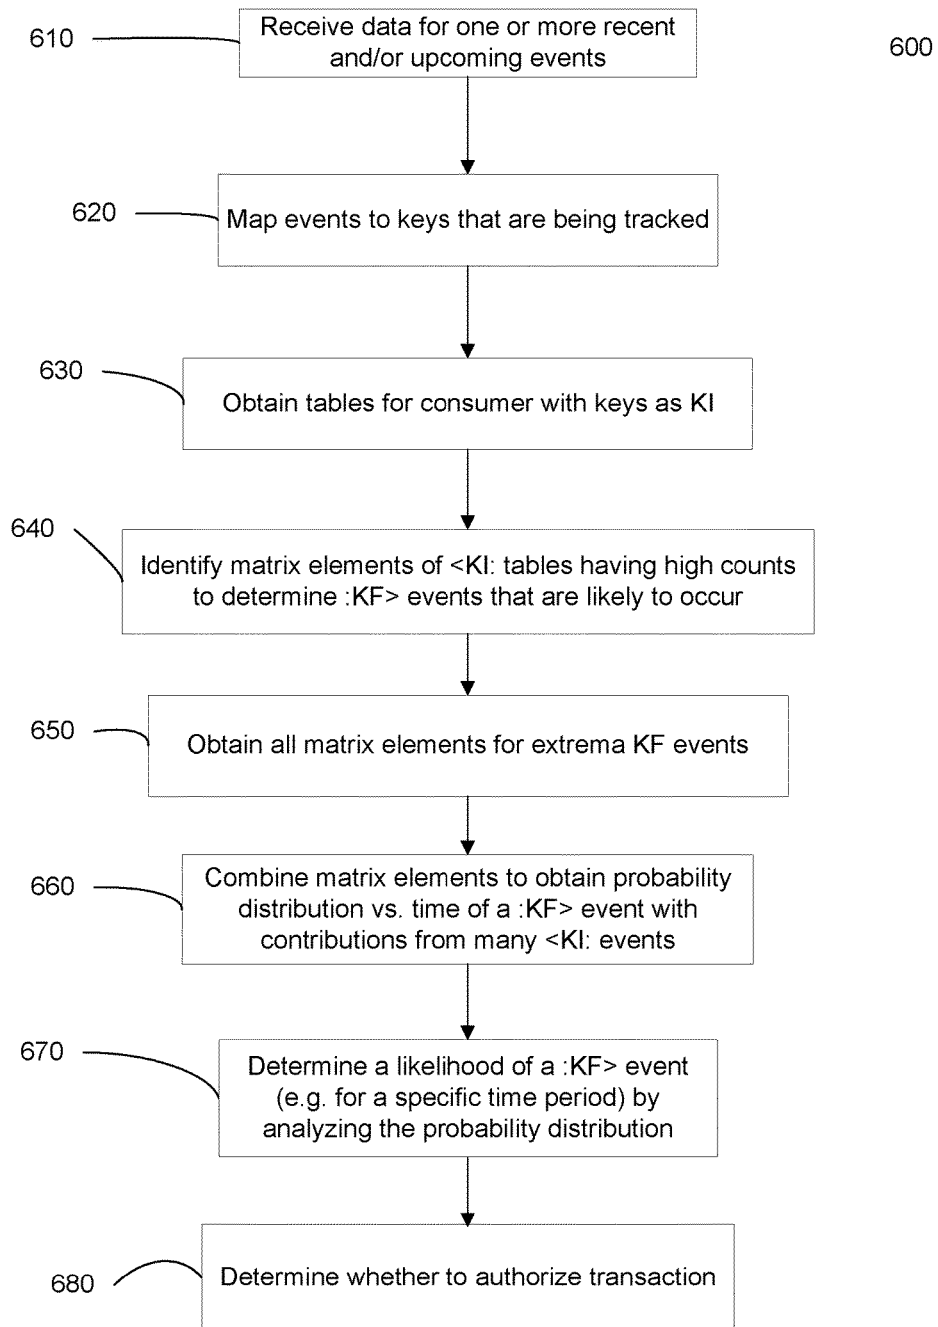 610
Receive data for one or more recent
and/or upcoming events
600
620
Map events to keys that are being tracked
630
Obtain tables for consumer with keys as KI
640
Identify matrix elements of <KI: tables having high counts
to determine :KF> events that are likely to occur
650
Obtain all matrix elements for extrema KF events
660
Combine matrix elements to obtain probability
distribution vs. time of a :KF> event with
contributions from many <KI: events
670
Determine a likelihood of a :KF> event
(e.g. for a specific time period) by
analyzing the probability distribution
680
Determine whether to authorize transaction